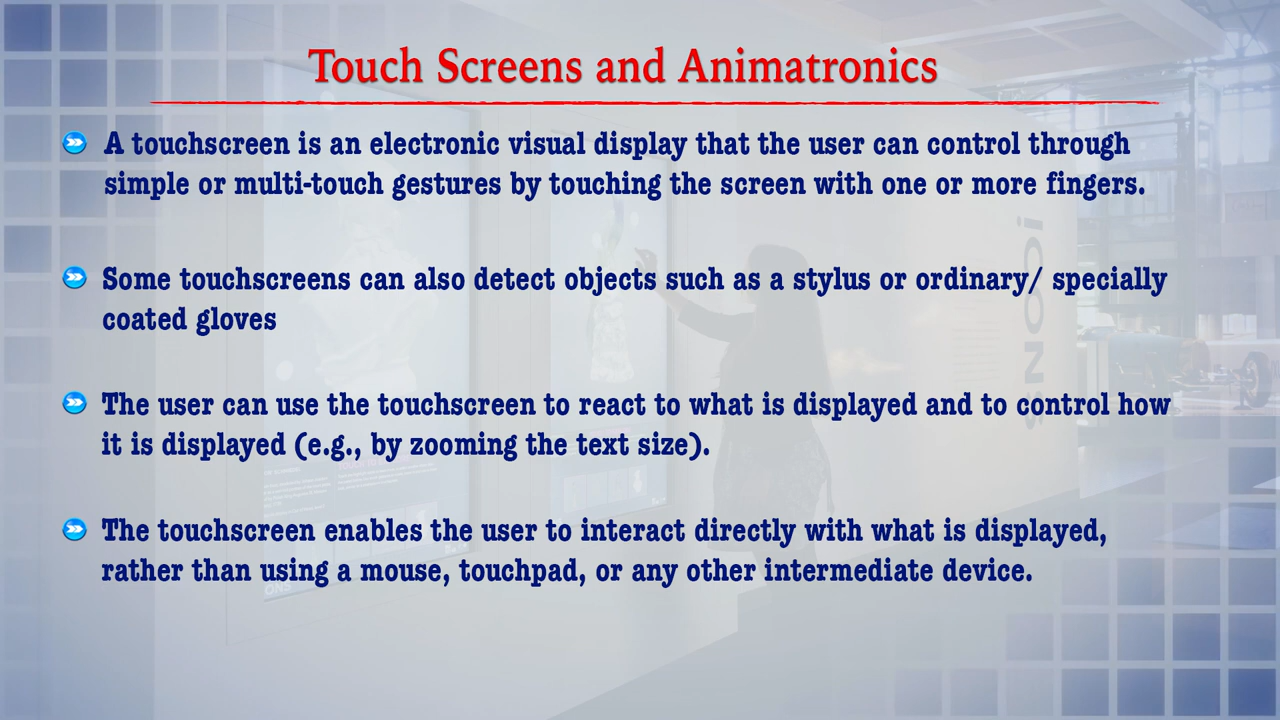 Touch Screens and Animatronics
A touchscreen is an electronic visual display that the user can control through
simple or multi-touch gestures by touching the screen with one or more fingers.
Some touchscreens can also detect objects such as a stylus or ordinary/ specially
coated gloves
The user can use the touchscreen to react to what is displayed and to control how
it is displayed (e.g., by zooming the text size).
The touchscreen enables the user to interact directly with what is displayed,
rather than using a mouse, touchpad, or any other intermediate device.